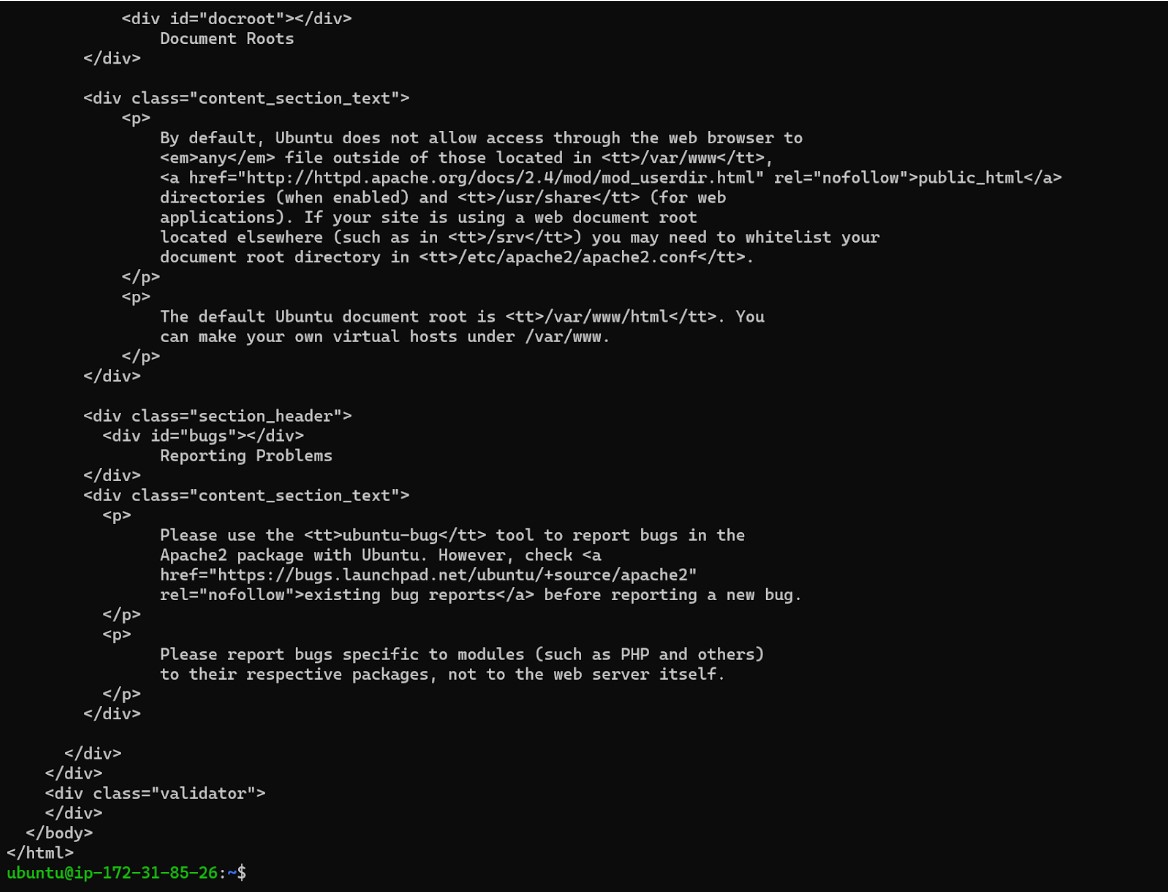 <div id="docroot"></div>
Document Roots
</div>
<div class="content_section_text">
<p>
By default, Ubuntu does not allow access through the web browser to
<em>any</em> file outside of those located in <tt>/var/www</tt>,
<a href="http://httpd.apache.org/docs/2.4/mod/mod_userdir.html" rel="nofollow">public_html</a>
directories (when enabled) and <tt>/usr/share</tt> (for web
applications). If your site is using a web document root
located elsewhere (such as in <tt>/srv</tt>) you may need to whitelist your
document root directory in <tt>/etc/apache2/apache2.conf</tt>.
</p>
<p>
The default Ubuntu document root is <tt>/var/www/html</tt>. You
can make your own virtual hosts under /var/www.
</p>
</div>
<div class="section_header">
<div id="bugs"></div>
Reporting Problems
</div>
<div class="content_section_text">
<p>
Please use the <tt>ubuntu-bug</tt> tool to report bugs in the
Apache2 package with Ubuntu. However, check <a
href="https://bugs.launchpad.net/ubuntu/+source/apache2"
rel="nofollow">existing bug reports</a> before reporting a new bug.
</p>
<p>
Please report bugs specific to modules (such as PHP and others)
to their respective packages, not to the web server itself.
</p>
</div>
</div>
</div>
<div class="validator">
</div>
</body>
</html>
ubuntu@ip-172-31-85-26:~$